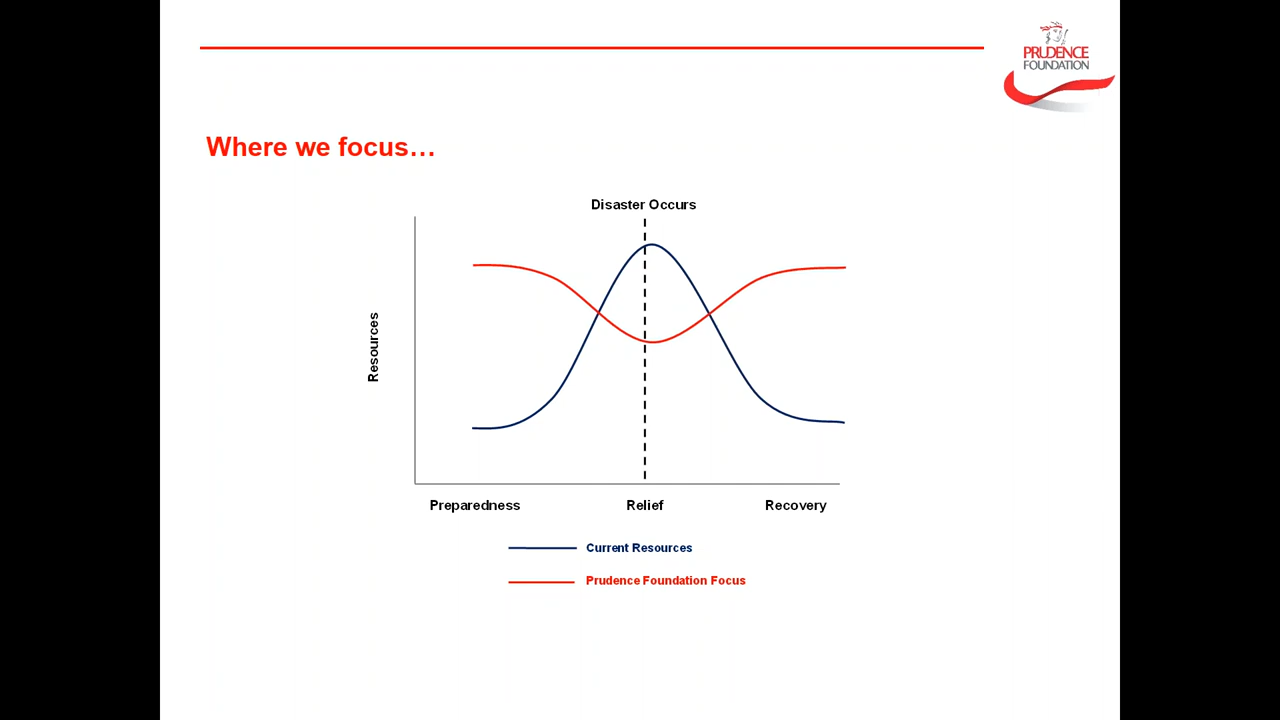 PRUDENCE
FOUNDATION
Where we focus…
Disaster Occurs
Resources
Preparedness
Relief
Recovery
Current Resources
Prudence Foundation Focus